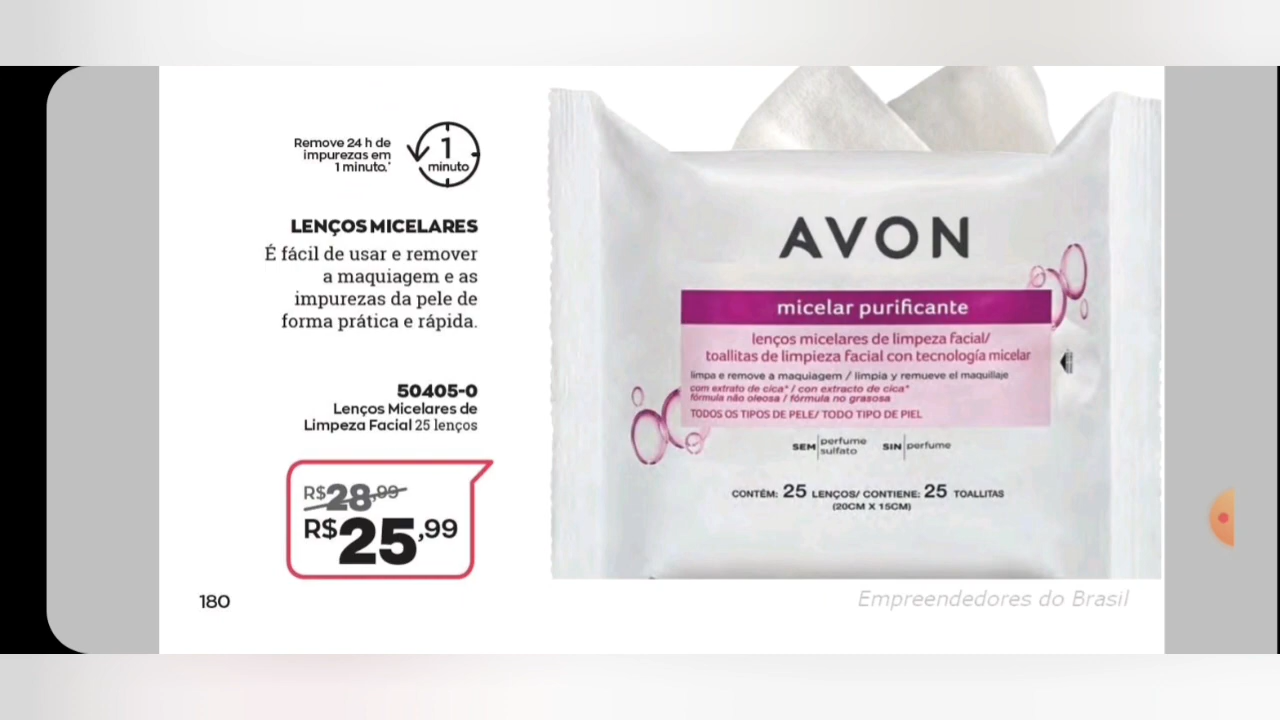 Remove 24 h de
impurezas em
1 minuto.*
1
minuto
LENÇOS MICELARES
É fácil de usar e remover
a maquiagem e as
impurezas da pele de
forma prática e rápida.
50405-0
Lenços Micelares de
Limpeza Facial 25 lenços
R$28,99
R$25,99
180
AVON
micelar purificante
lenços micelares de limpeza facial/
toallitas de limpieza facial con tecnología micelar
limpa e remove a maquiagem / limpia y remueve el maquillaje
com extrato de cica* / con extracto de cica*
fórmula não oleosa / fórmula no grasosa
TODOS OS TIPOS DE PELE/ TODO TIPO DE PIEL
SEM perfume sulfato SIN perfume
CONTÉM: 25 LENÇOS/ CONTIENE: 25 TOALLITAS
(20CM X 15CM)
Empreendedores do Brasil